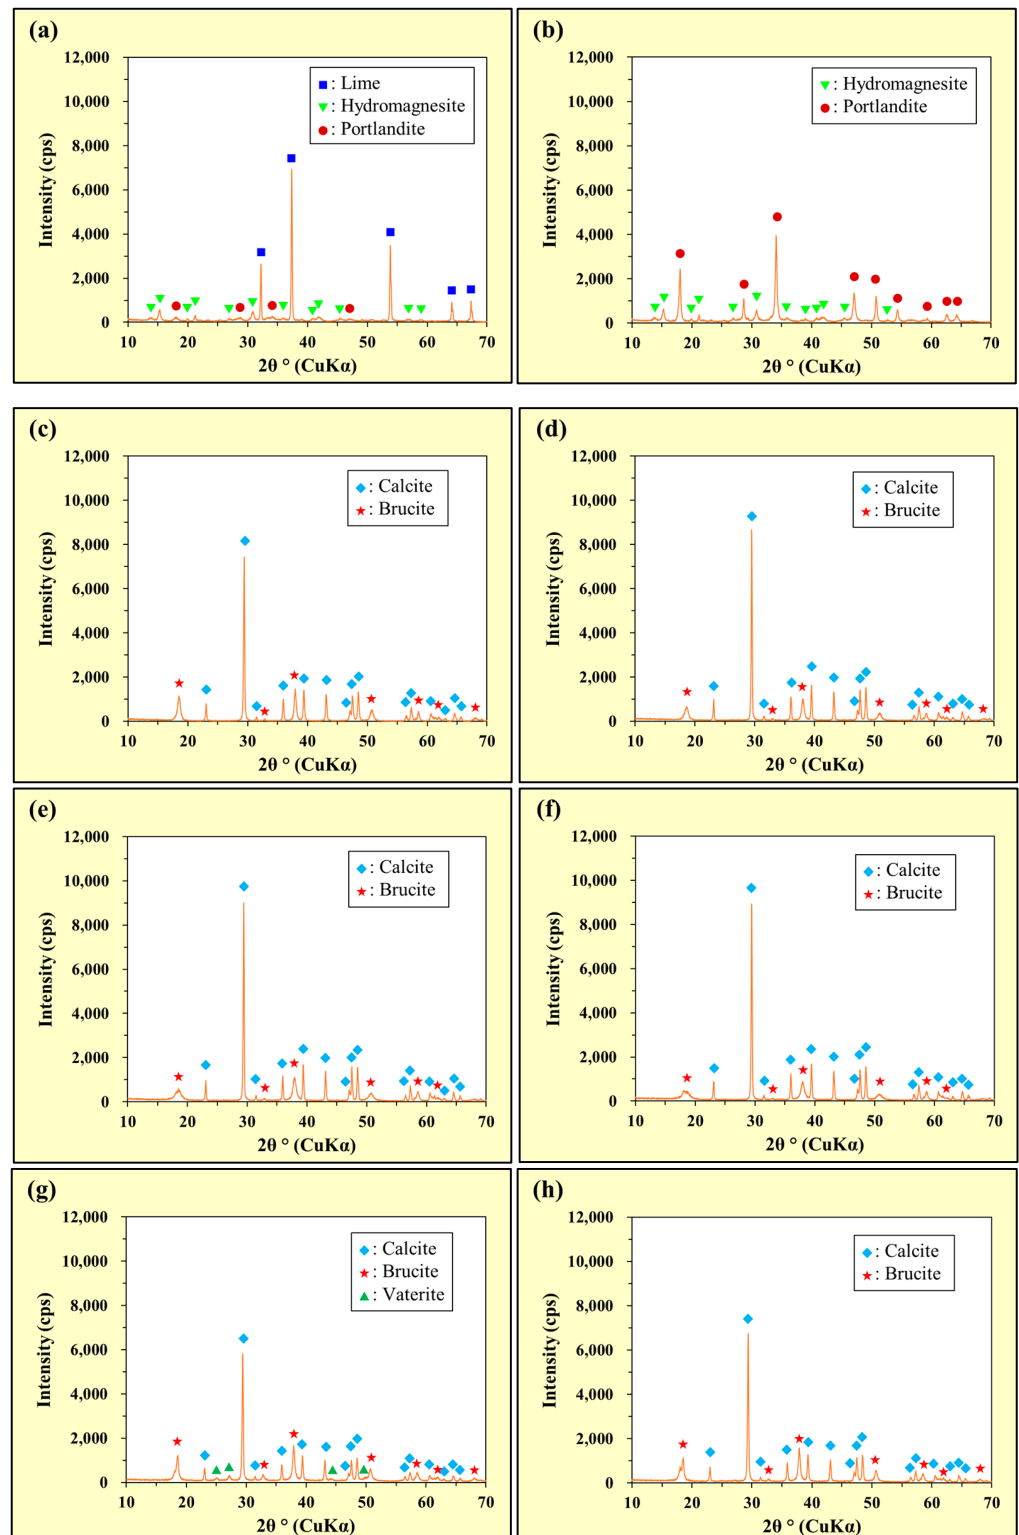 (a)
12,000
10,000
8,000
6,000
4,000
2,000
0
Intensity (cps)
: Lime
: Hydromagnesite
: Portlandite
10 20 30 40 50 60 70
2θ ° (CuKα)
(b)
12,000
10,000
8,000
6,000
4,000
2,000
0
Intensity (cps)
: Hydromagnesite
: Portlandite
10 20 30 40 50 60 70
2θ ° (CuKα)
(c)
12,000
10,000
8,000
6,000
4,000
2,000
0
Intensity (cps)
: Calcite
: Brucite
10 20 30 40 50 60 70
2θ ° (CuKα)
(d)
12,000
10,000
8,000
6,000
4,000
2,000
0
Intensity (cps)
: Calcite
: Brucite
10 20 30 40 50 60 70
2θ ° (CuKα)
(e)
12,000
10,000
8,000
6,000
4,000
2,000
0
Intensity (cps)
: Calcite
: Brucite
10 20 30 40 50 60 70
2θ ° (CuKα)
(f)
12,000
10,000
8,000
6,000
4,000
2,000
0
Intensity (cps)
: Calcite
: Brucite
10 20 30 40 50 60 70
2θ ° (CuKα)
(g)
12,000
10,000
8,000
6,000
4,000
2,000
0
Intensity (cps)
: Calcite
: Brucite
: Vaterite
10 20 30 40 50 60 70
2θ ° (CuKα)
(h)
12,000
10,000
8,000
6,000
4,000
2,000
0
Intensity (cps)
: Calcite
: Brucite
10 20 30 40 50 60 70
2θ ° (CuKα)